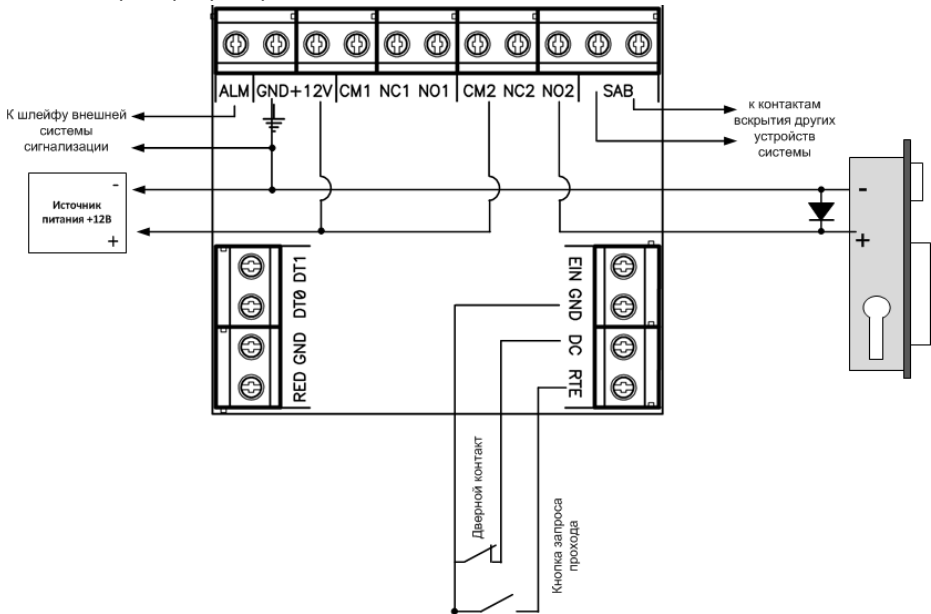 ALM GND +12V CM1 NC1 NO1 CM2 NC2 NO2 SAB
К шлейфу внешней
системы
сигнализации
к контактам
вскрытия других
устройств
системы
-
Источник
питания +12В
+
-
+
DT0 DT1
RED GND
EIN GND
DC
RTE
Дверной контакт
Кнопка запроса
прохода